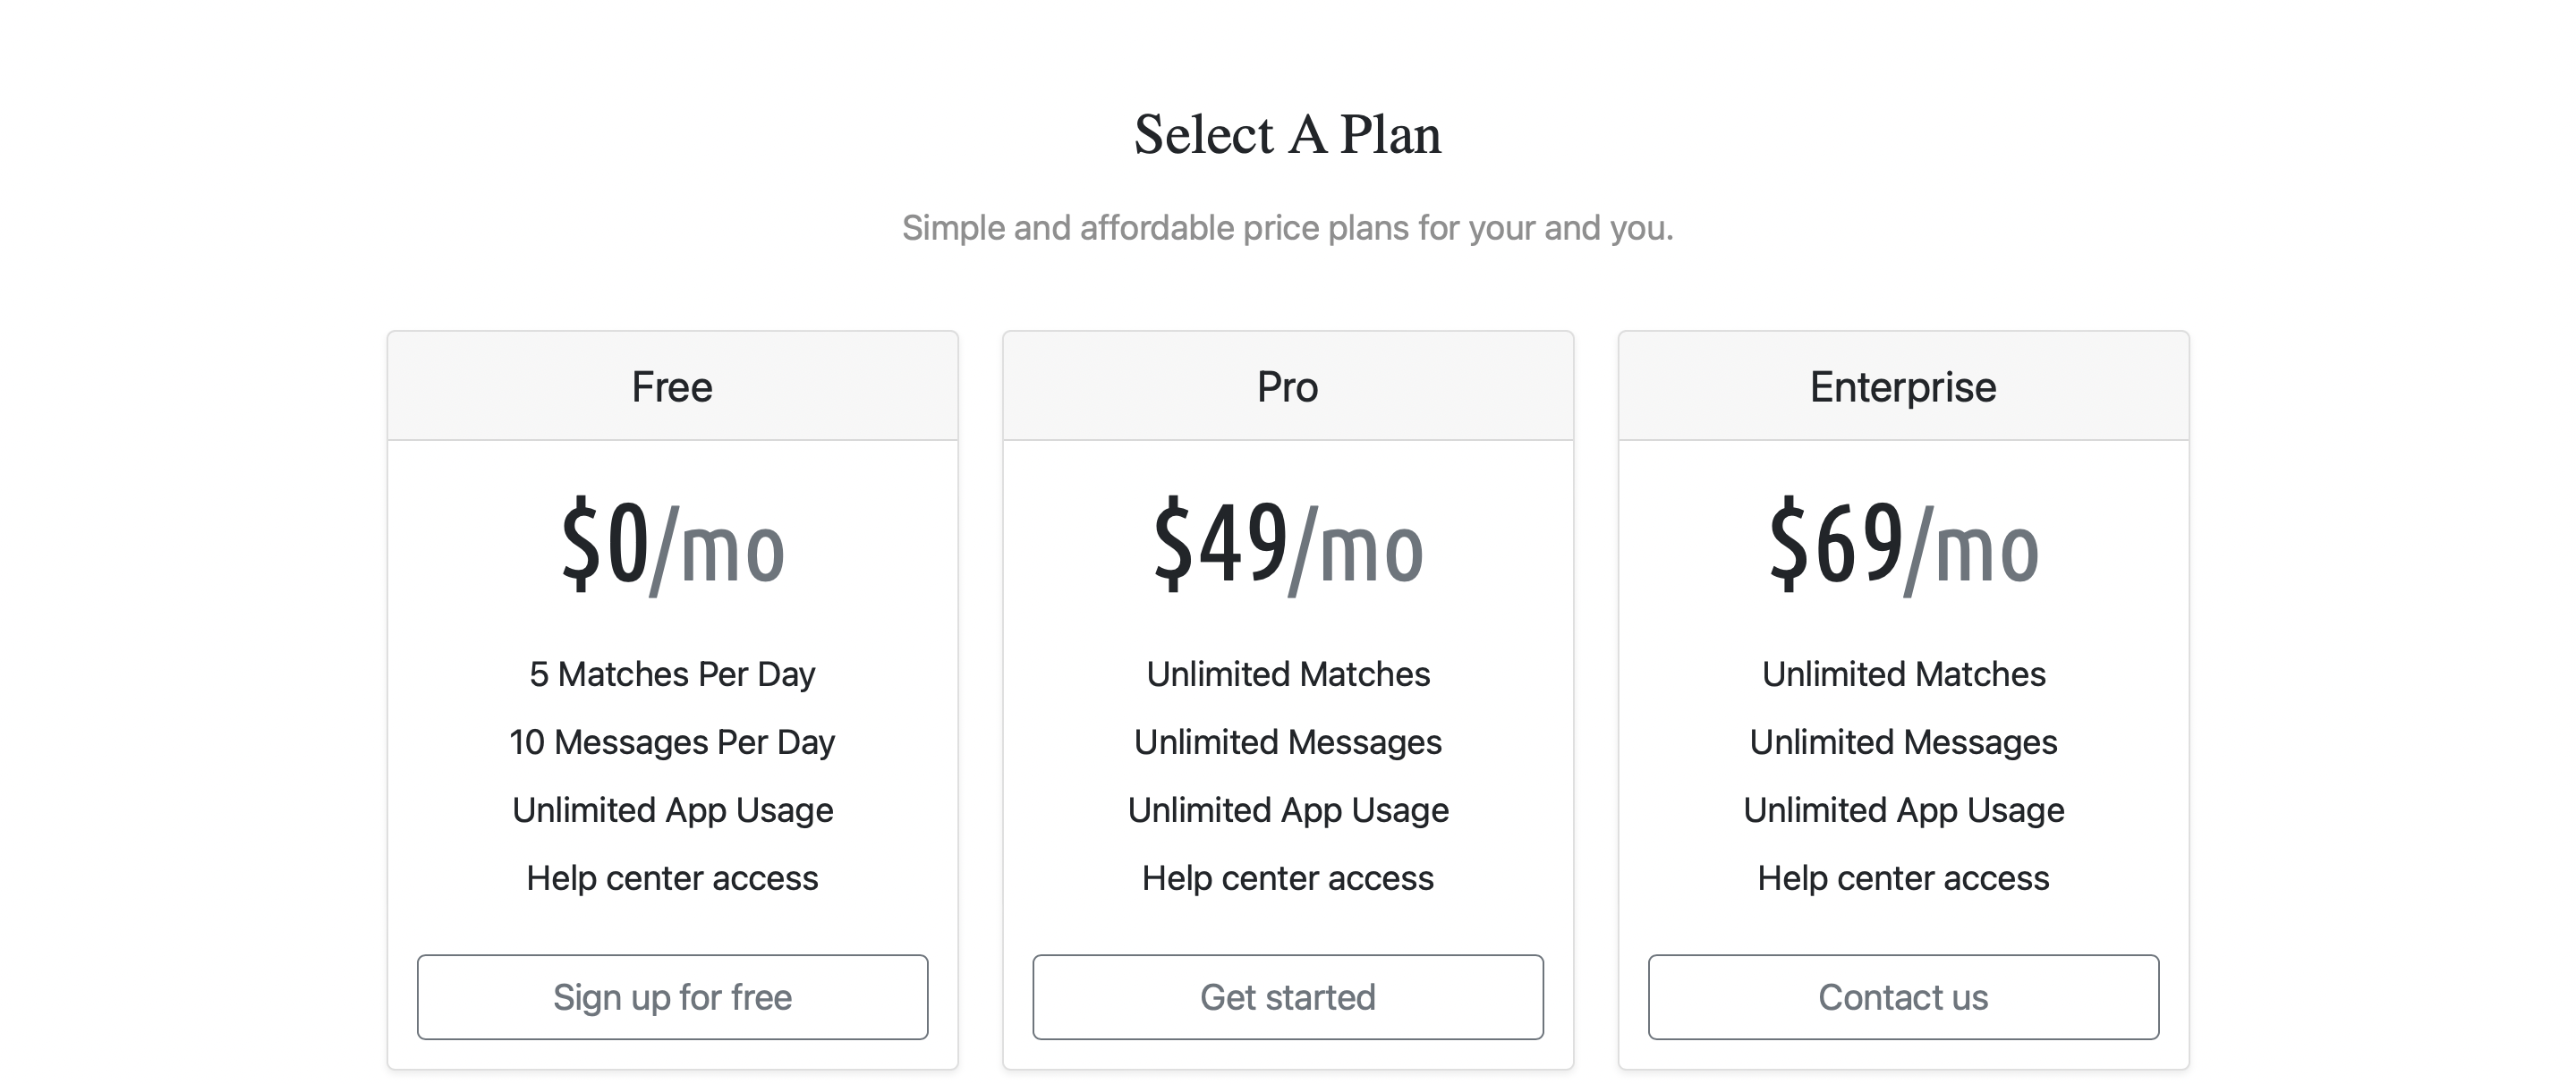 Select A Plan
Simple and affordable price plans for your and you.
Free
$0/mo
5 Matches Per Day
10 Messages Per Day
Unlimited App Usage
Help center access
Sign up for free
Pro
$49/mo
Unlimited Matches
Unlimited Messages
Unlimited App Usage
Help center access
Get started
Enterprise
$69/mo
Unlimited Matches
Unlimited Messages
Unlimited App Usage
Help center access
Contact us